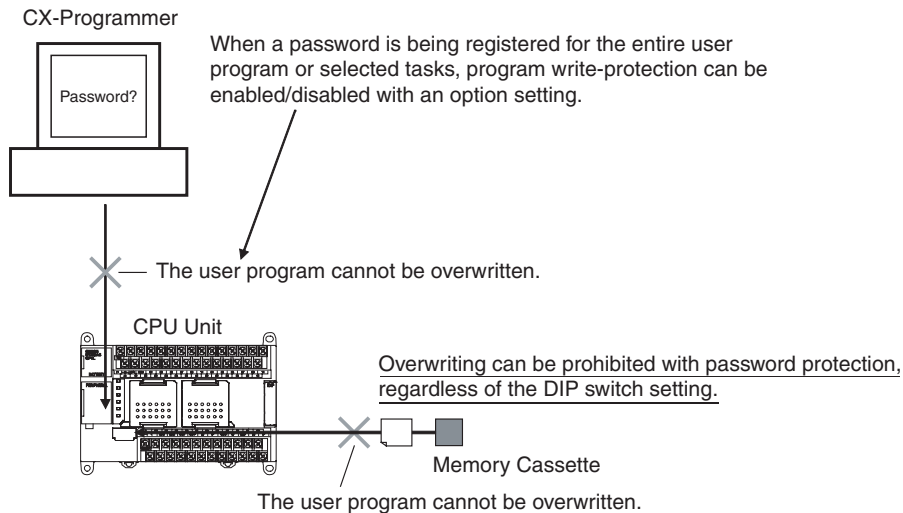 CX-Programmer
When a password is being registered for the entire user
program or selected tasks, program write-protection can be
enabled/disabled with an option setting.
Password?
The user program cannot be overwritten.
CPU Unit
Overwriting can be prohibited with password protection,
regardless of the DIP switch setting.
Memory Cassette
The user program cannot be overwritten.